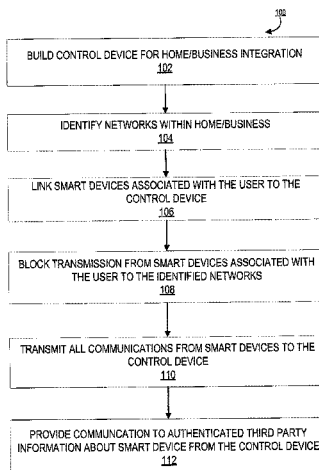 100
BUILD CONTROL DEVICE FOR HOME/BUSINESS INTEGRATION
102
IDENTIFY NETWORKS WITHIN HOME/BUSINESS
104
LINK SMART DEVICES ASSOCIATED WITH THE USER TO THE
CONTROL DEVICE
106
BLOCK TRANSMISSION FROM SMART DEVICES ASSOCIATED WITH
THE USER TO THE IDENTIFIED NETWORKS
108
TRANSMIT ALL COMMUNICATIONS FROM SMART DEVICES TO THE
CONTROL DEVICE
110
PROVIDE COMMUNCATION TO AUTHENTICATED THIRD PARTY
INFORMATION ABOUT SMART DEVICE FROM THE CONTROL DEVICE
112